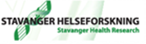 STAVANGER HELSEFORSKNING
Stavanger Health Research